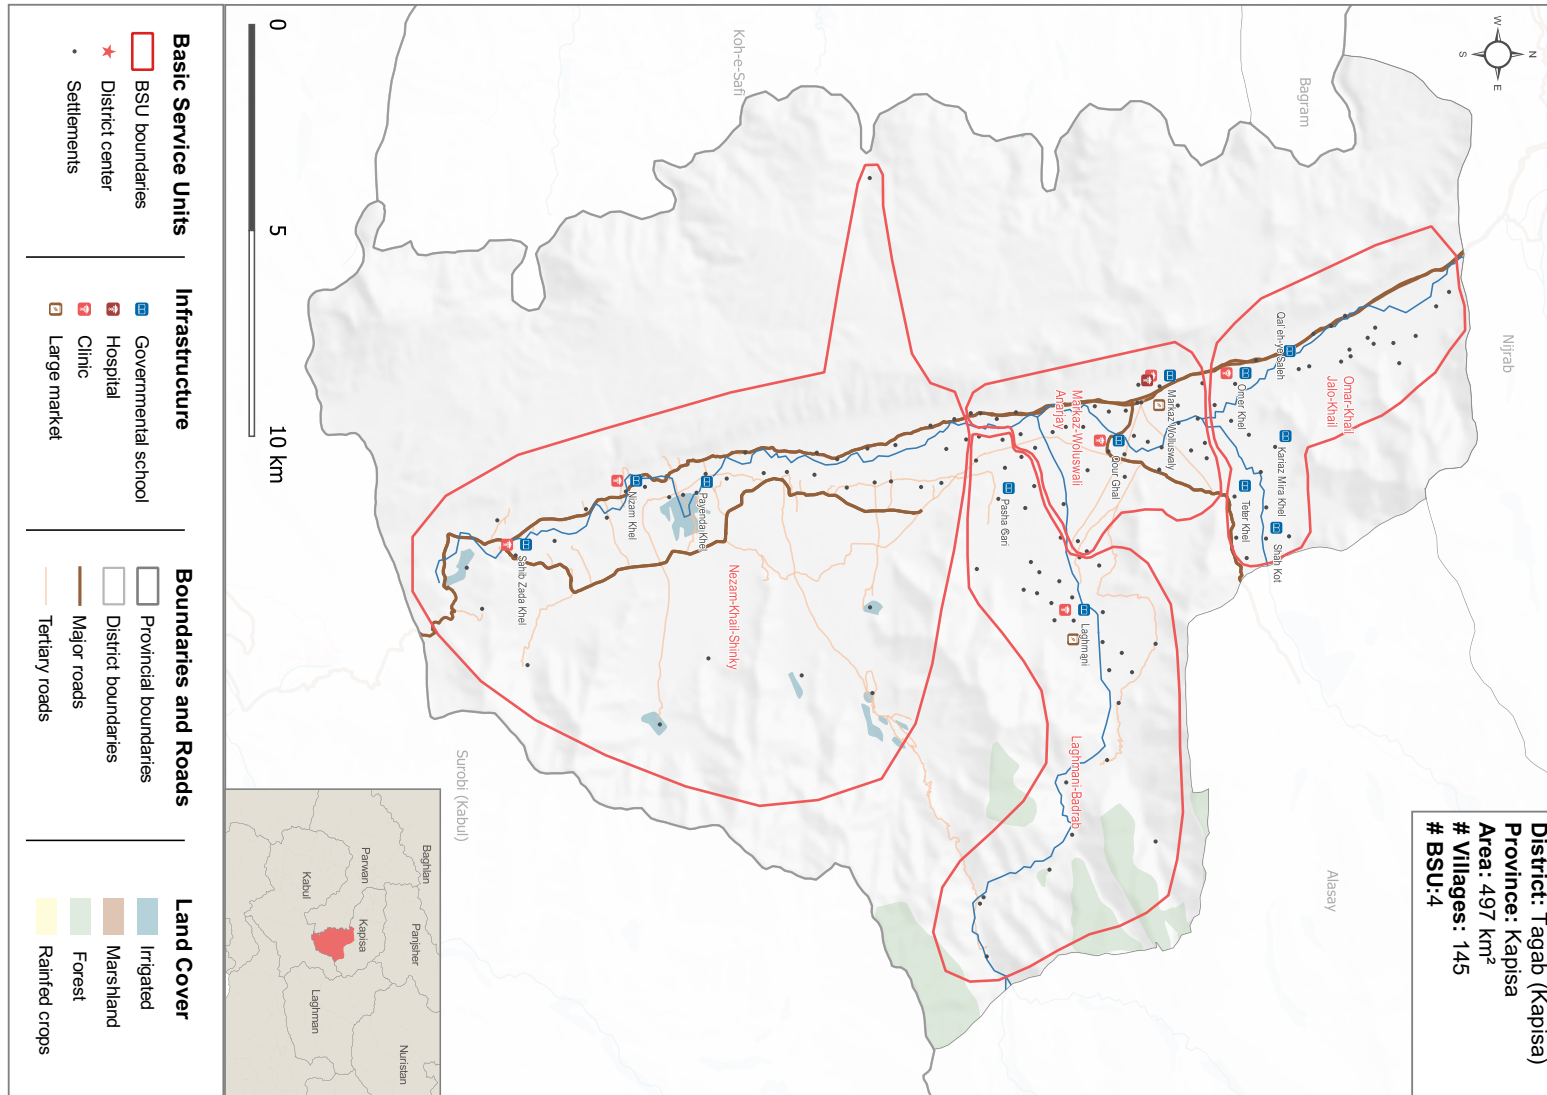 District: Tagab (Kapisa)
Province: Kapisa
Area: 497 km²
# Villages: 145
# BSU:4
N
W
E
S
Koh-e-Safi
Bagram
Nijrab
Alasay
Surobi (Kabul)
Omar-Khail
Jalo-Khail
Markaz-Woluswali
Anarjay
Nezam-Khail-Shinky
Laghmani-Badrab
Qal'eh-ye Saleh
Omer Khel
Kariaz Mira Khel
Teter Khel
Shah Kot
Markaz Wolluswaly
Qour Ghal
Pasha Gari
Laghmani
Payenda Khel
Nizam Khel
Sahib Zada Khel
0
5
10 km
Baghlan
Parwan
Panjsher
Kapisa
Kabul
Laghman
Nuristan
Basic Service Units
BSU boundaries
District center
Settlements
Infrastructure
Governmental school
Hospital
Clinic
Large market
Boundaries and Roads
Provincial boundaries
District boundaries
Major roads
Tertiary roads
Land Cover
Irrigated
Marshland
Forest
Rainfed crops